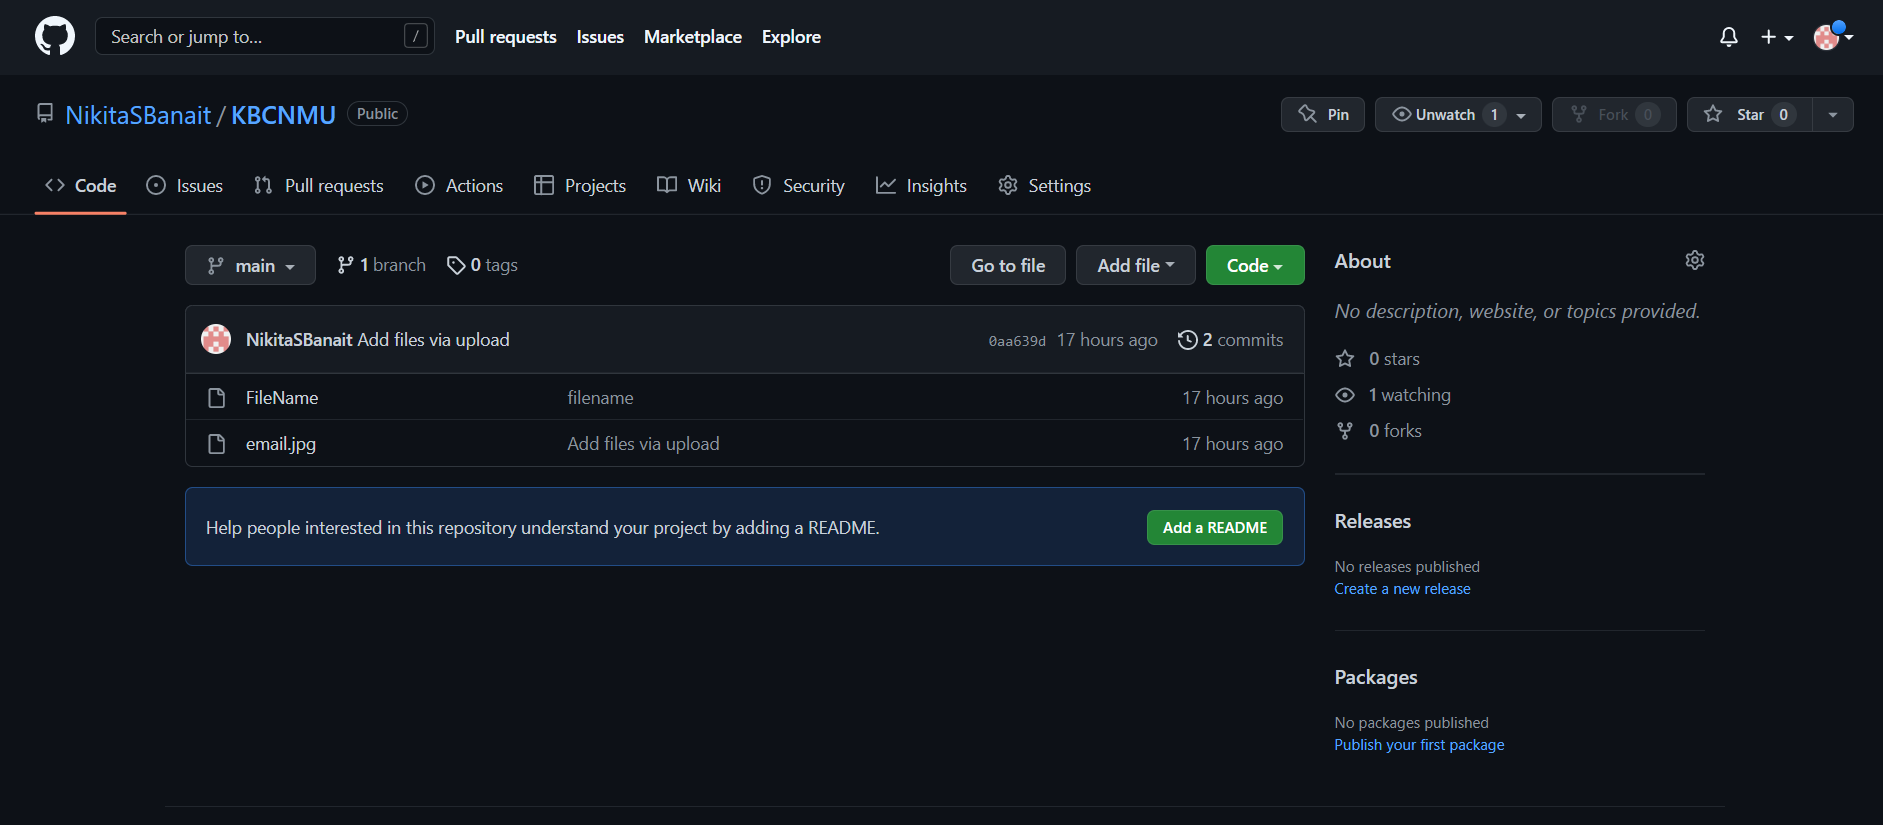 Search or jump to... /
Pull requests Issues Marketplace Explore
NikitaSBanait / KBCNMU Public
Pin Unwatch 1 Fork 0 Star 0
Code Issues Pull requests Actions Projects Wiki Security Insights Settings
main 1 branch 0 tags
Go to file Add file Code
NikitaSBanait Add files via upload 0aa639d 17 hours ago 2 commits
FileName filename 17 hours ago
email.jpg Add files via upload 17 hours ago
Help people interested in this repository understand your project by adding a README. Add a README
About
No description, website, or topics provided.
0 stars
1 watching
0 forks
Releases
No releases published
Create a new release
Packages
No packages published
Publish your first package